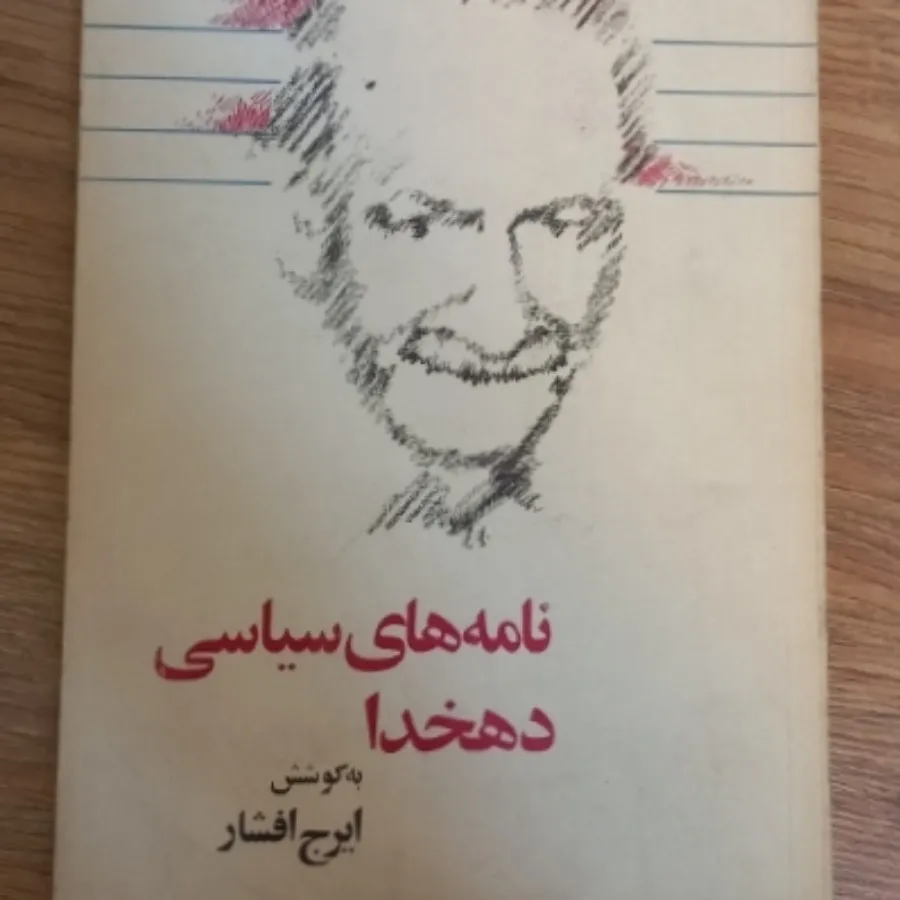 نامه‌های سیاسی
دهخدا
به کوشش
ایرج افشار